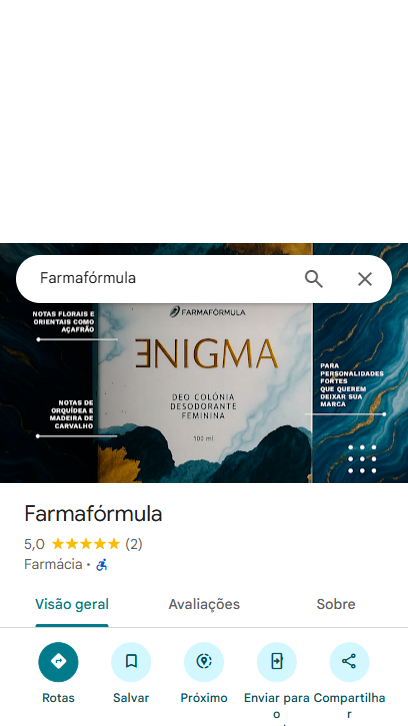 Farmafórmula
NOTAS FLORAIS E
ORIENTAIS COMO
AÇAFRÃO
FARMAFÓRMULA
ƎNIGMA
DEO COLÔNIA
DESODORANTE
FEMININA
100 ml
PARA
PERSONALIDADES
FORTES
QUE QUEREM
DEIXAR SUA
MARCA
NOTAS DE
ORQUÍDEA E
MADEIRA DE
CARVALHO
Farmafórmula
5,0 (2)
Farmácia ·
Visão geral Avaliações Sobre
Rotas Salvar Próximo Enviar para o Compartilhar